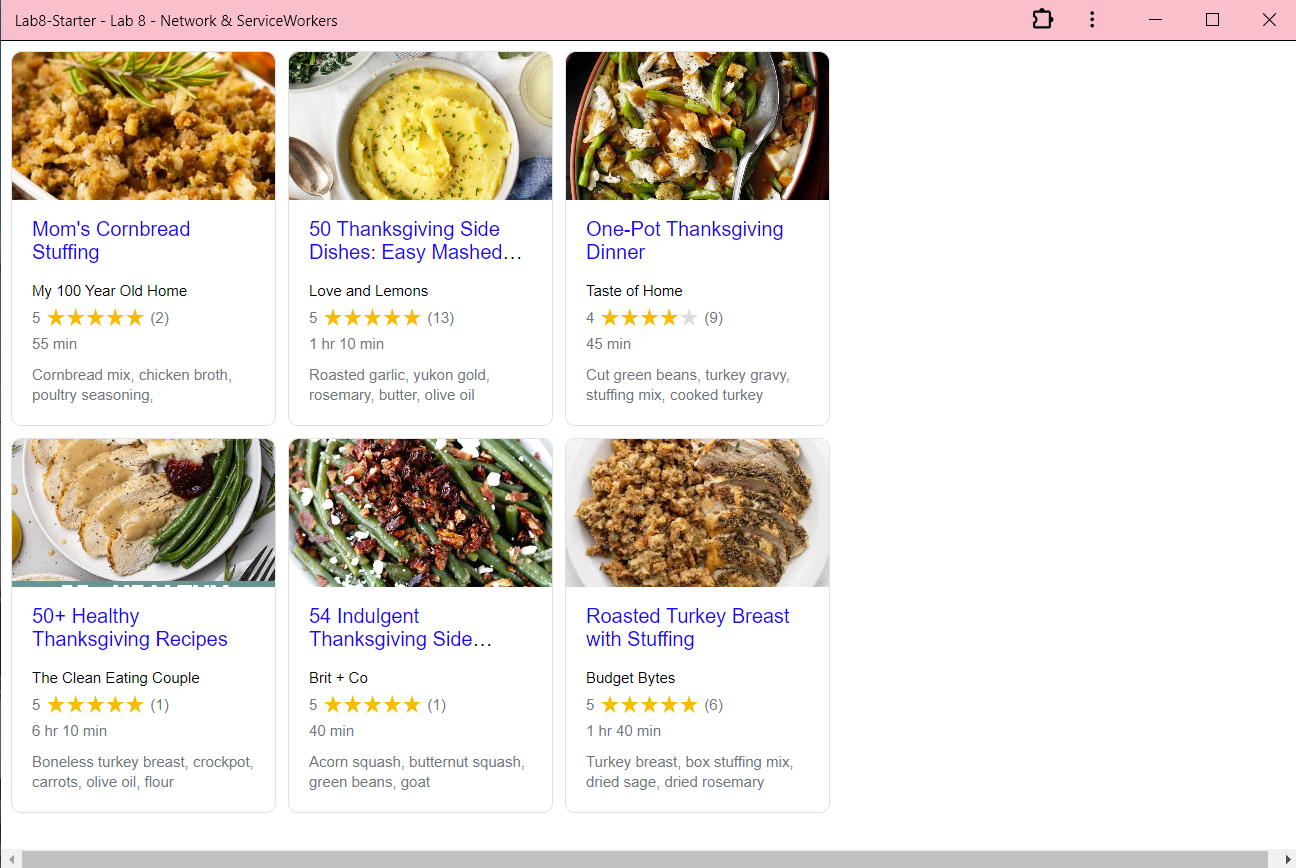 Lab8-Starter - Lab 8 - Network & ServiceWorkers
Mom's Cornbread
Stuffing
My 100 Year Old Home
5 ★★★★★ (2)
55 min
Cornbread mix, chicken broth,
poultry seasoning,
50 Thanksgiving Side
Dishes: Easy Mashed…
Love and Lemons
5 ★★★★★ (13)
1 hr 10 min
Roasted garlic, yukon gold,
rosemary, butter, olive oil
One-Pot Thanksgiving
Dinner
Taste of Home
4 ★★★★★ (9)
45 min
Cut green beans, turkey gravy,
stuffing mix, cooked turkey
50+ Healthy
Thanksgiving Recipes
The Clean Eating Couple
5 ★★★★★ (1)
6 hr 10 min
Boneless turkey breast, crockpot,
carrots, olive oil, flour
54 Indulgent
Thanksgiving Side…
Brit + Co
5 ★★★★★ (1)
40 min
Acorn squash, butternut squash,
green beans, goat
Roasted Turkey Breast
with Stuffing
Budget Bytes
5 ★★★★★ (6)
1 hr 40 min
Turkey breast, box stuffing mix,
dried sage, dried rosemary